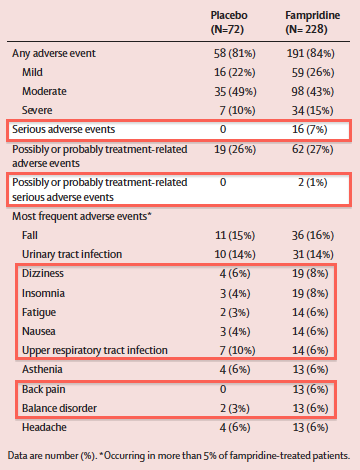 Placebo Fampridine
(N=72) (N= 228)
Any adverse event 58 (81%) 191 (84%)
Mild 16 (22%) 59 (26%)
Moderate 35 (49%) 98 (43%)
Severe 7 (10%) 34 (15%)
Serious adverse events 0 16 (7%)
Possibly or probably treatment-related 19 (26%) 62 (27%)
adverse events
Possibly or probably treatment-related 0 2 (1%)
serious adverse events
Most frequent adverse events*
Fall 11 (15%) 36 (16%)
Urinary tract infection 10 (14%) 31 (14%)
Dizziness 4 (6%) 19 (8%)
Insomnia 3 (4%) 19 (8%)
Fatigue 2 (3%) 14 (6%)
Nausea 3 (4%) 14 (6%)
Upper respiratory tract infection 7 (10%) 14 (6%)
Asthenia 4 (6%) 13 (6%)
Back pain 0 13 (6%)
Balance disorder 2 (3%) 13 (6%)
Headache 4 (6%) 13 (6%)
Data are number (%). *Occurring in more than 5% of fampridine-treated patients.